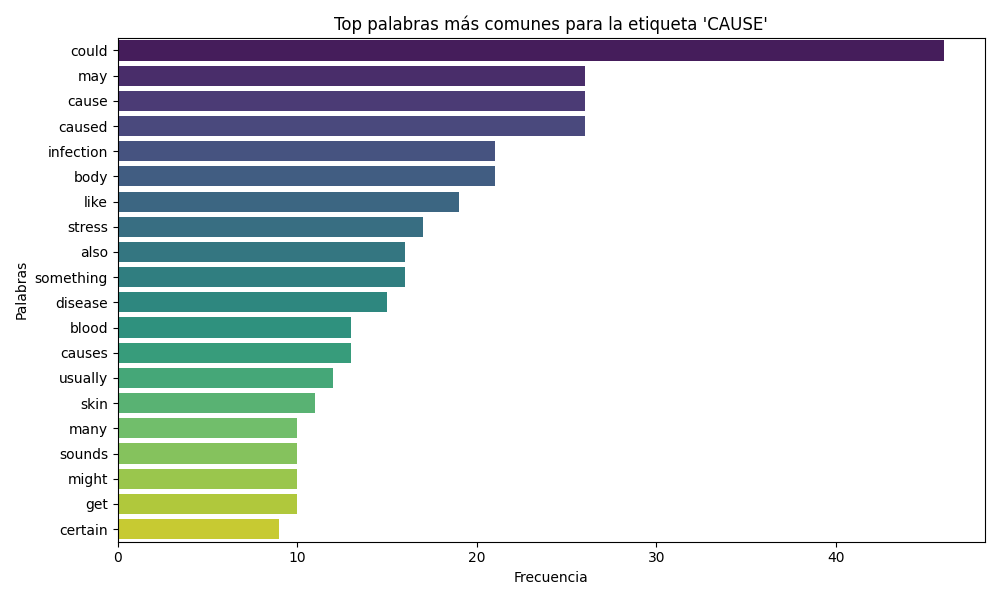 Top palabras más comunes para la etiqueta 'CAUSE'
Palabras
could
may
cause
caused
infection
body
like
stress
also
something
disease
blood
causes
usually
skin
many
sounds
might
get
certain
0 10 20 30 40
Frecuencia